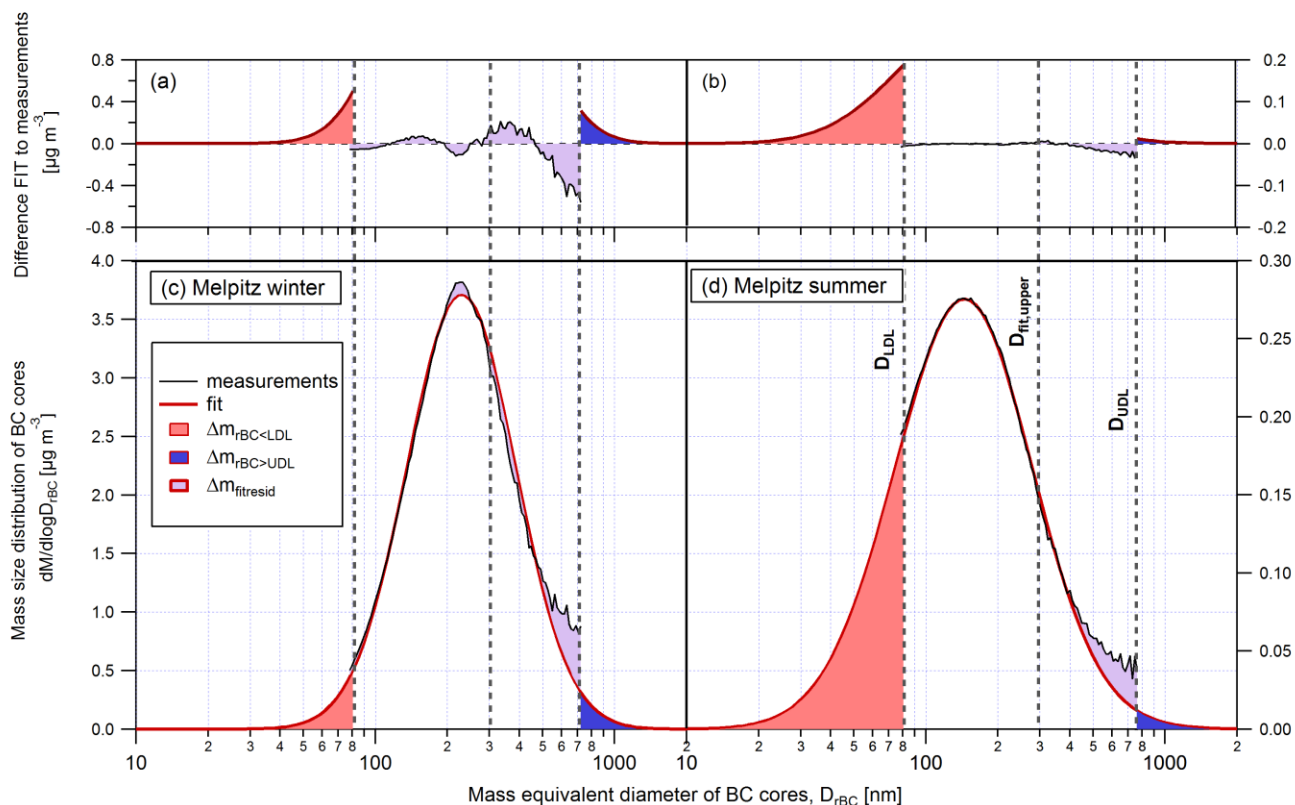 Difference FIT to measurements
[µg m⁻³]
0.8
0.4
0.0
-0.4
-0.8
(a)
(b)
0.2
0.1
0.0
-0.1
-0.2
Mass size distribution of BC cores
dM/dlogD_rBC [µg m⁻³]
4.0
3.5
3.0
2.5
2.0
1.5
1.0
0.5
0.0
(c) Melpitz winter
measurements
fit
Δm_rBC<LDL
Δm_rBC>UDL
Δm_fitresid
(d) Melpitz summer
D_LDL
D_fit,upper
D_UDL
0.30
0.25
0.20
0.15
0.10
0.05
0.00
10 2 3 4 5 6 7 8 100 2 3 4 5 6 7 8 1000 2 3 4 5 6 7 8 100 2 3 4 5 6 7 8 1000 2
10
Mass equivalent diameter of BC cores, D_rBC [nm]